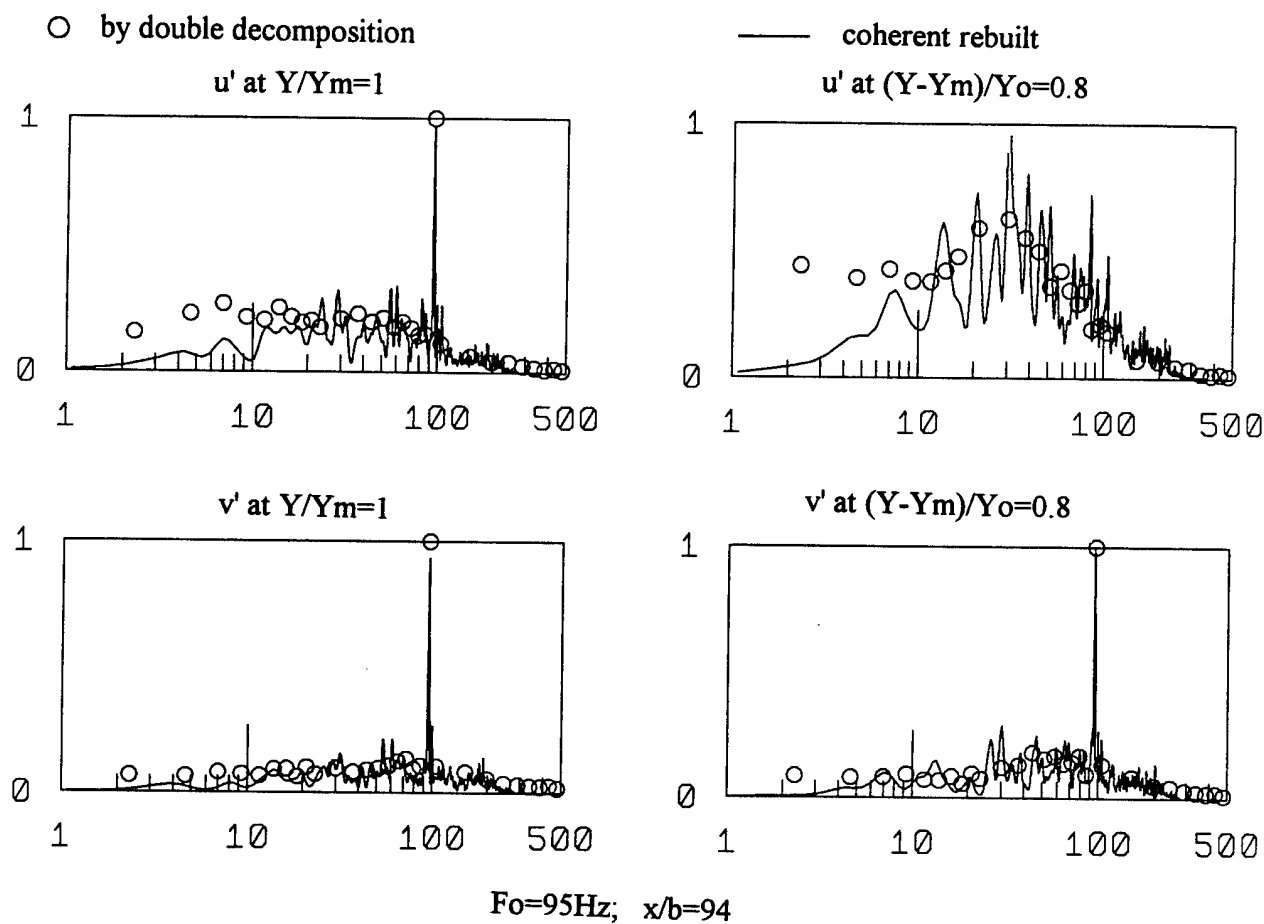 by double decomposition
coherent rebuilt
u' at Y/Ym=1
u' at (Y-Ym)/Yo=0.8
1
0
1 10 100 500
1
0
1 10 100 500
v' at Y/Ym=1
v' at (Y-Ym)/Yo=0.8
1
0
1 10 100 500
1
0
1 10 100 500
Fo=95Hz; x/b=94